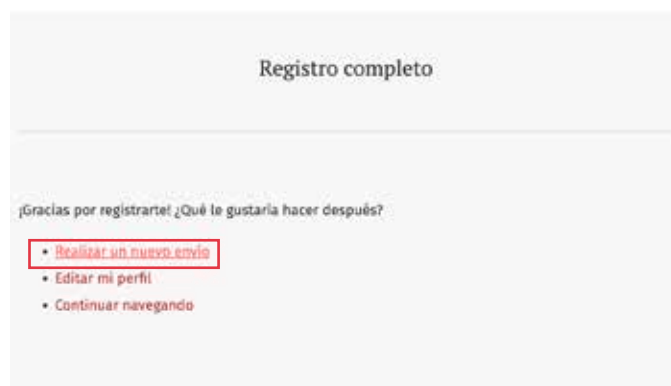 Registro completo
¡Gracias por registrarte! ¿Qué le gustaría hacer después?
• Realizar un nuevo envío
• Editar mi perfil
• Continuar navegando